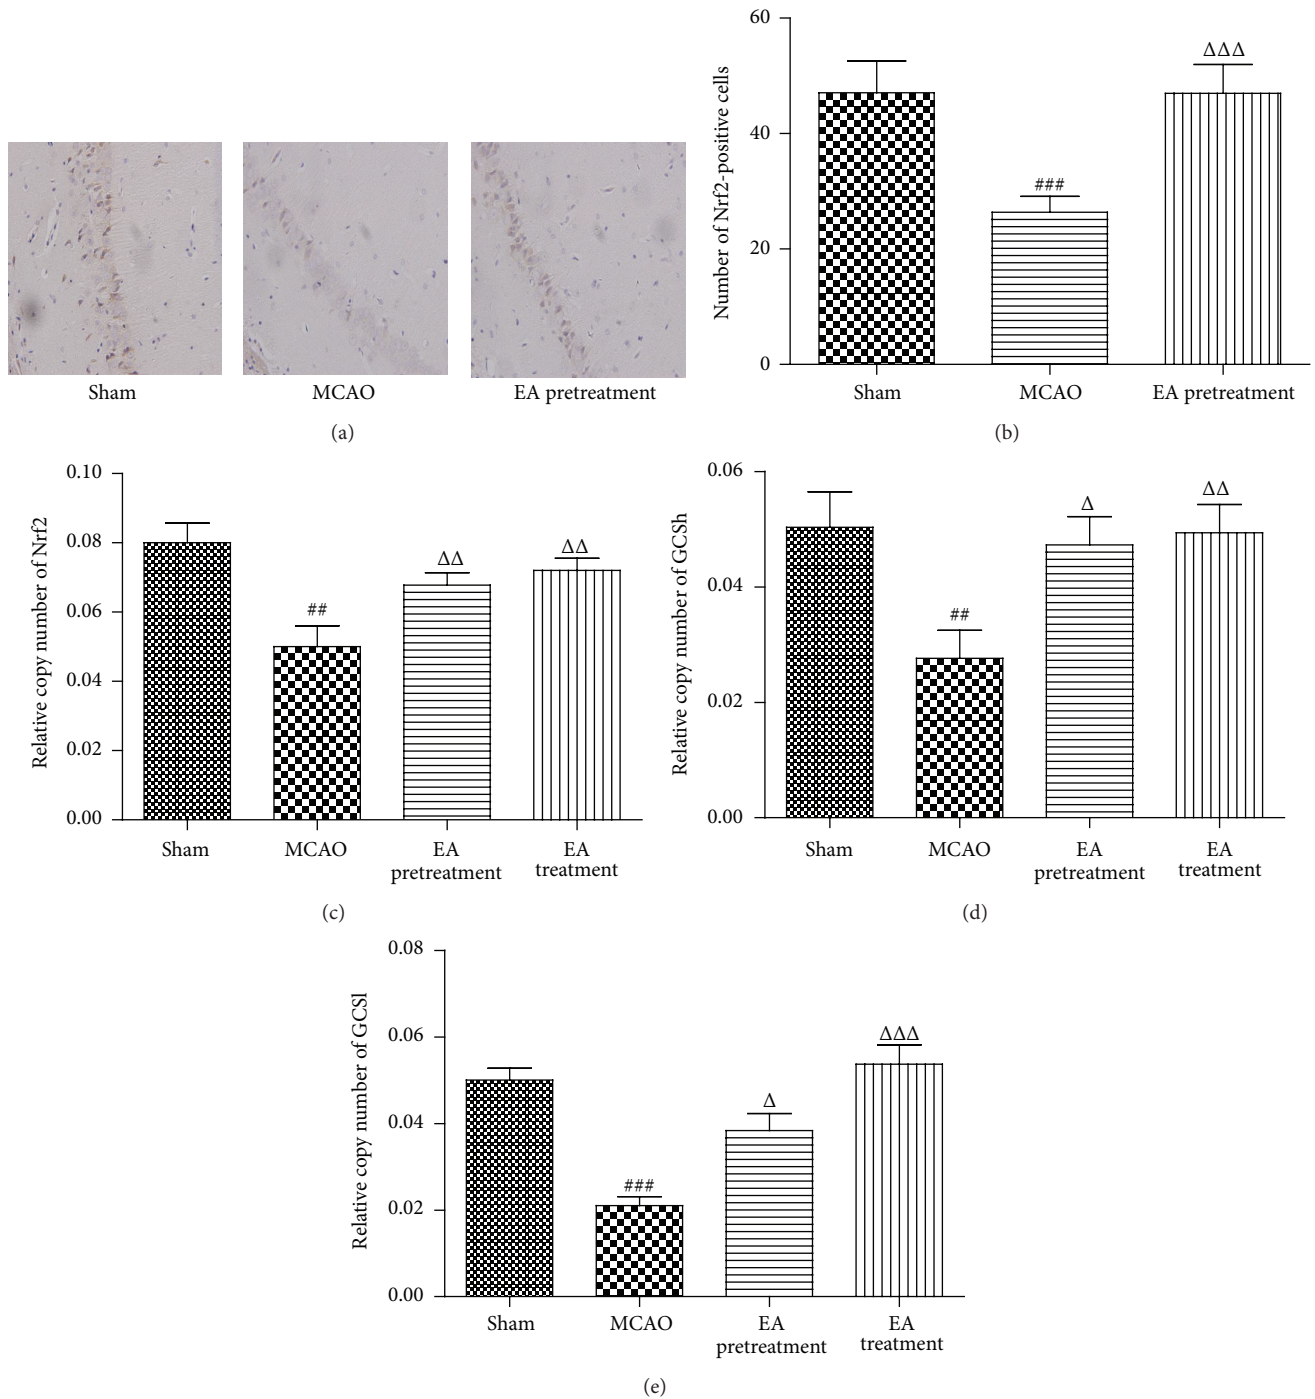 Sham
MCAO
EA pretreatment
(a)
Number of Nrf2-positive cells
60
40
20
0
###
ΔΔΔ
Sham
MCAO
EA pretreatment
(b)
Relative copy number of Nrf2
0.10
0.08
0.06
0.04
0.02
0.00
##
ΔΔ
ΔΔ
Sham
MCAO
EA
pretreatment
EA
treatment
(c)
Relative copy number of GCSh
0.06
0.04
0.02
0.00
##
Δ
ΔΔ
Sham
MCAO
EA
pretreatment
EA
treatment
(d)
Relative copy number of GCSl
0.08
0.06
0.04
0.02
0.00
###
Δ
ΔΔΔ
Sham
MCAO
EA
pretreatment
EA
treatment
(e)